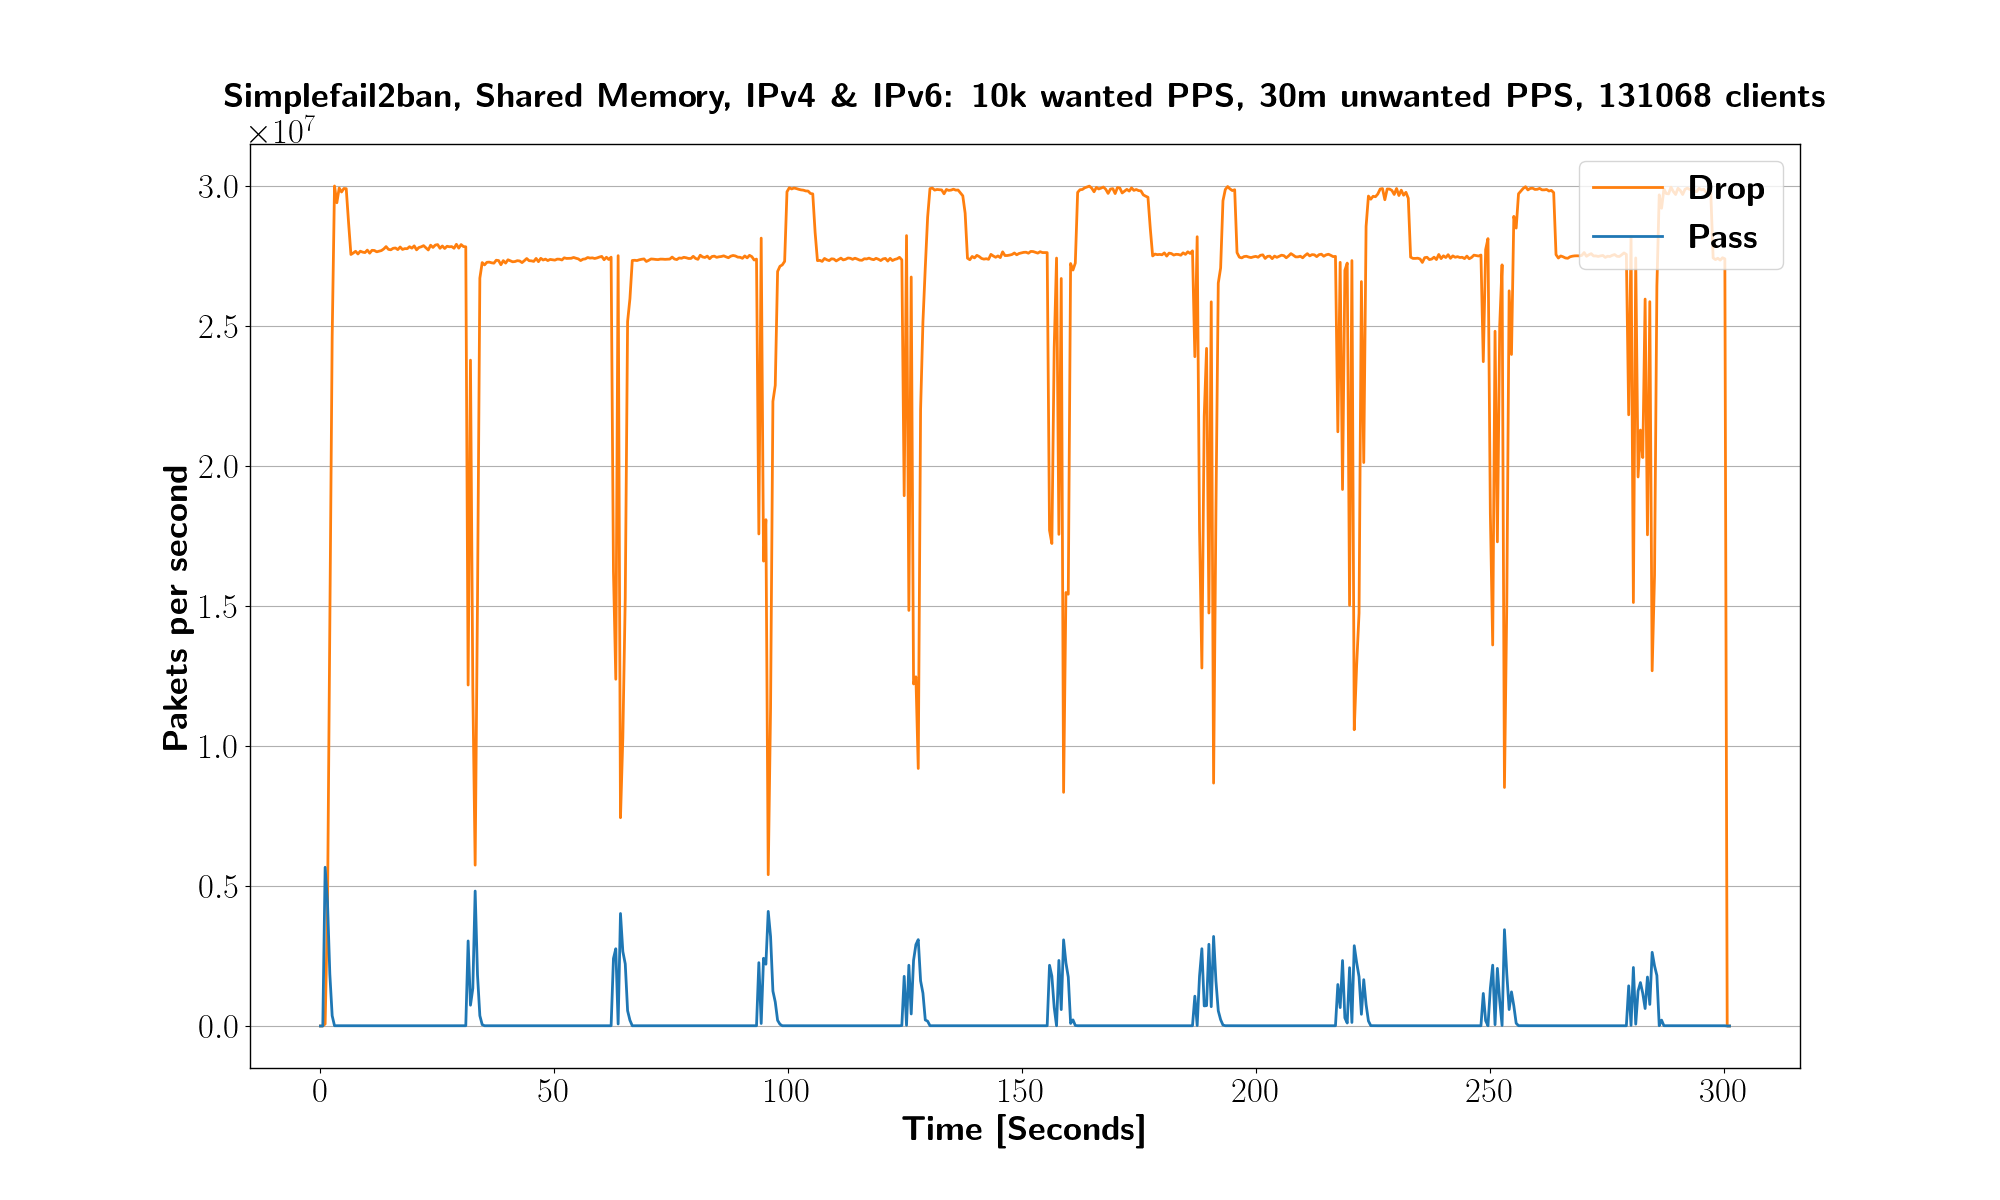 Simplefail2ban, Shared Memory, IPv4 & IPv6: 10k wanted PPS, 30m unwanted PPS, 131068 clients
×10⁷
Drop
Pass
3.0
2.5
2.0
1.5
1.0
0.5
0.0
Pakets per second
0 50 100 150 200 250 300
Time [Seconds]